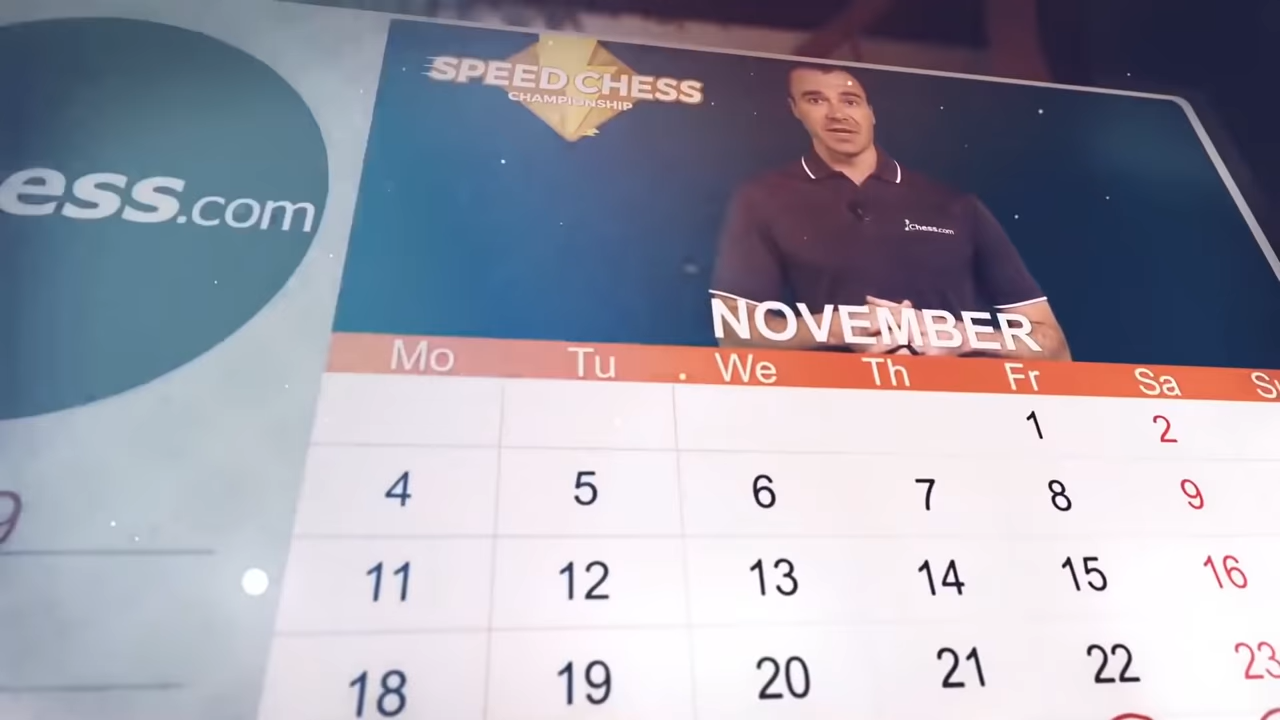 SPEED CHESS
CHAMPIONSHIP
ess.com
Chess.com
NOVEMBER
Mo Tu We Th Fr Sa
1 2
4 5 6 7 8 9
9
11 12 13 14 15 16
18 19 20 21 22 23